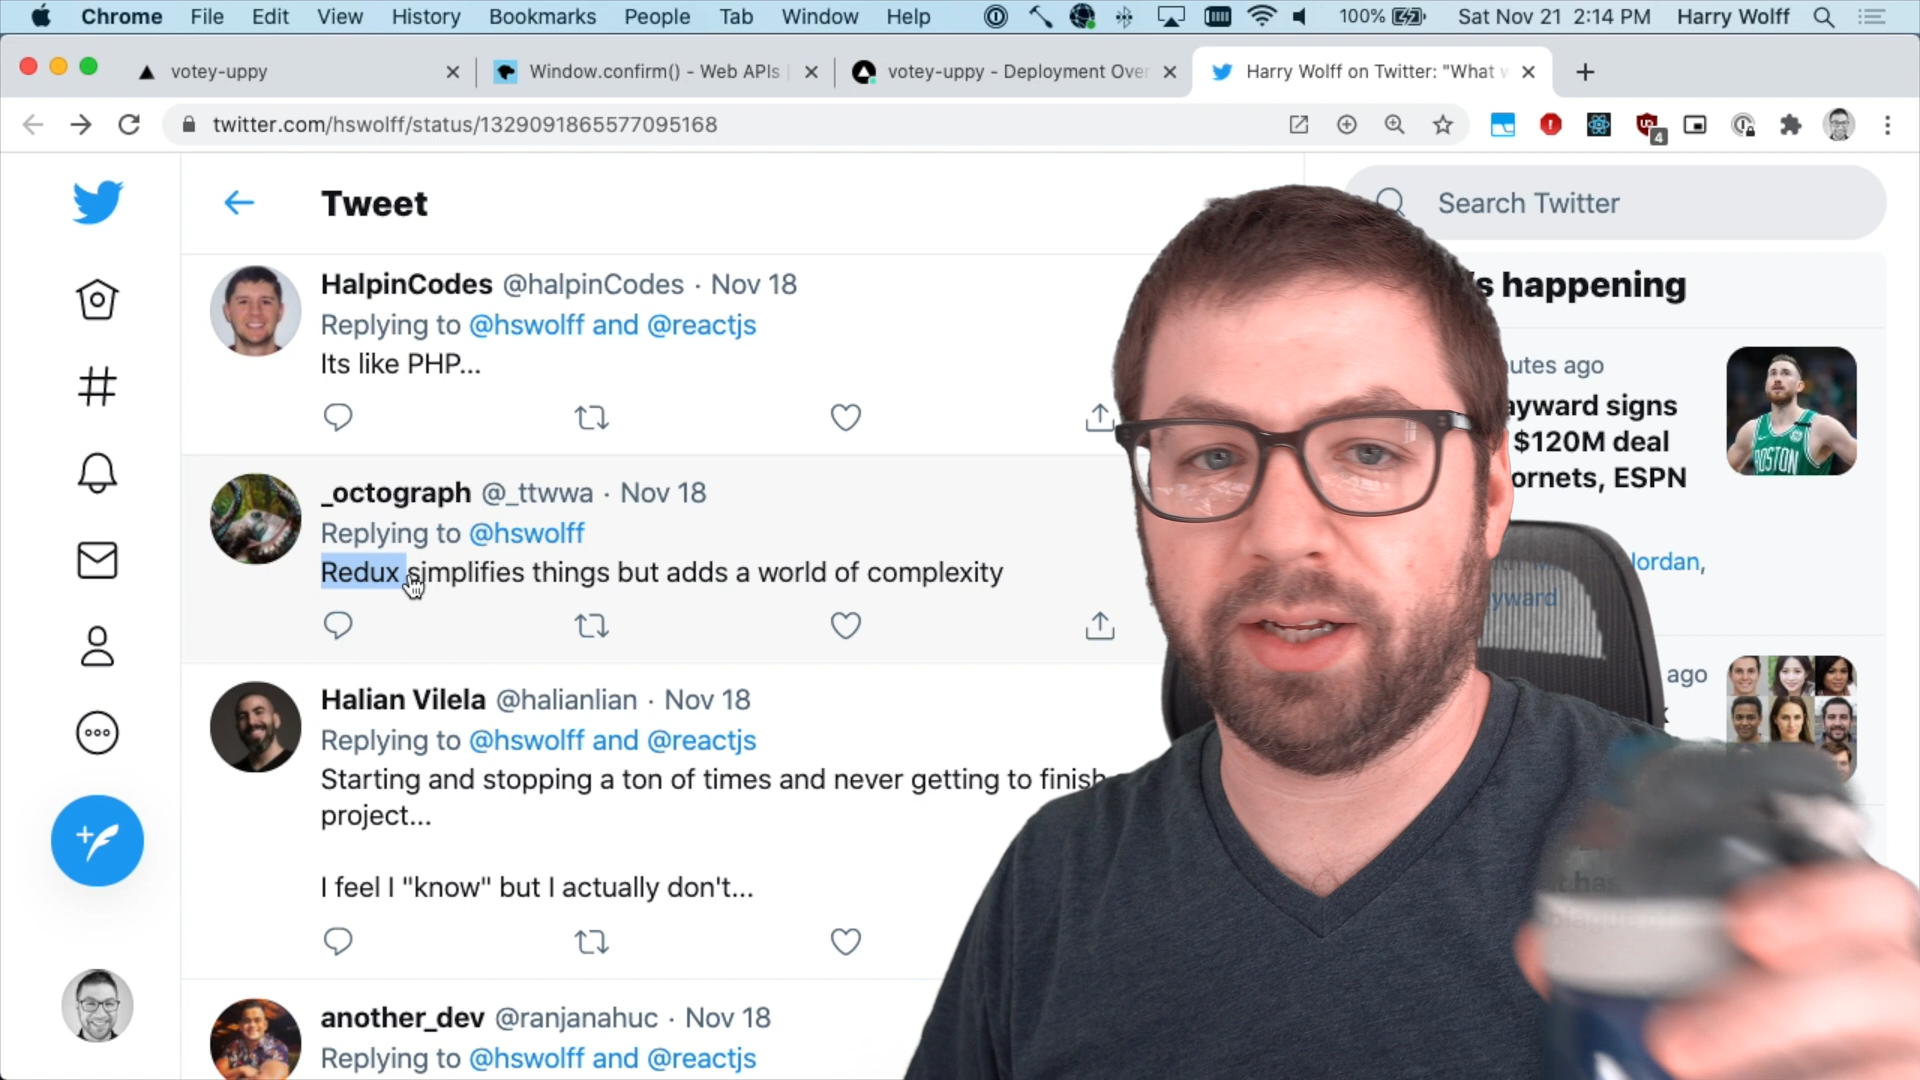 Chrome File Edit View History Bookmarks People Tab Window Help 100% Sat Nov 21 2:14 PM Harry Wolff
votey-uppy Window.confirm() - Web APIs votey-uppy - Deployment Over Harry Wolff on Twitter: "What w
twitter.com/hswolff/status/1329091865577095168
4
Tweet
Search Twitter
HalpinCodes @halpinCodes · Nov 18
Replying to @hswolff and @reactjs
Its like PHP...
_octograph @_ttwwa · Nov 18
Replying to @hswolff
Redux simplifies things but adds a world of complexity
Halian Vilela @halianlian · Nov 18
Replying to @hswolff and @reactjs
Starting and stopping a ton of times and never getting to finish
project...
I feel I "know" but I actually don't...
another_dev @ranjanahuc · Nov 18
Replying to @hswolff and @reactjs
's happening
utes ago
ayward signs
$120M deal
ornets, ESPN
Jordan,
yward
ago
BOSTON